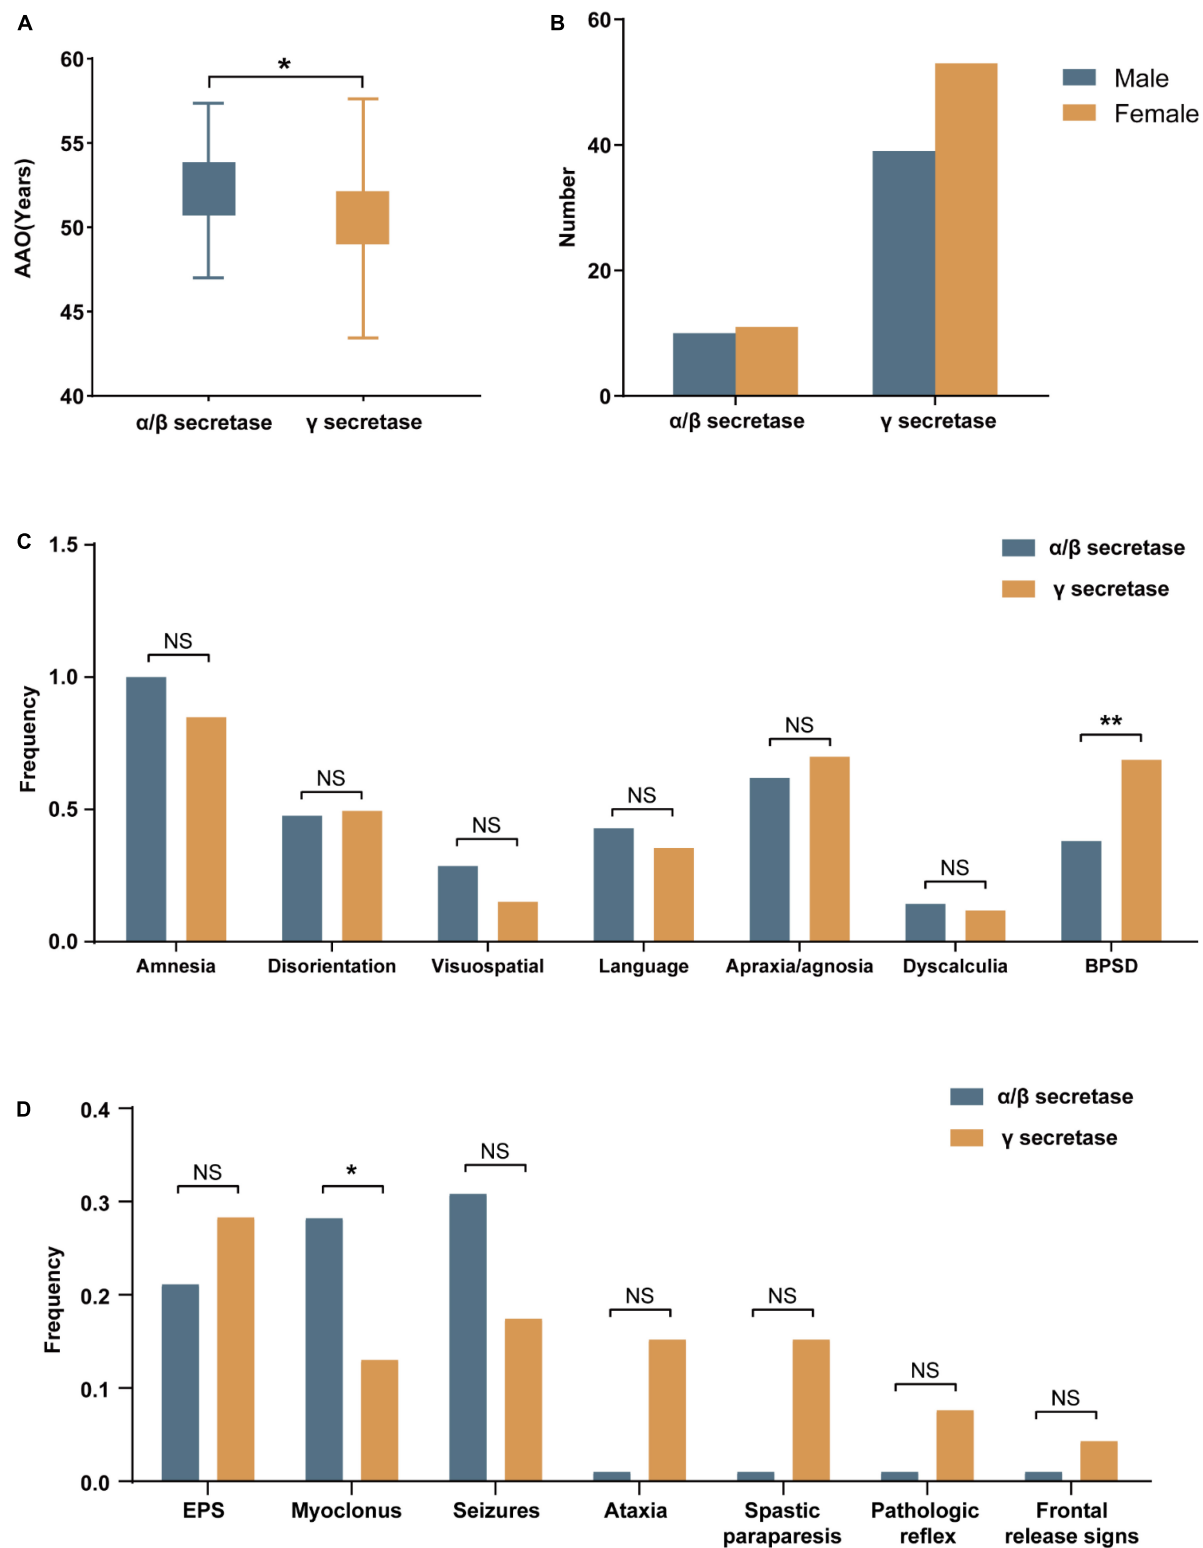 A
60
55
50
45
40
AAO(Years)
*
α/β secretase
γ secretase
B
60
40
20
0
Number
Male
Female
α/β secretase
γ secretase
C
1.5
1.0
0.5
0.0
Frequency
α/β secretase
γ secretase
NS
NS
NS
NS
NS
NS
**
Amnesia
Disorientation
Visuospatial
Language
Apraxia/agnosia
Dyscalculia
BPSD
D
0.4
0.3
0.2
0.1
0.0
Frequency
α/β secretase
γ secretase
NS
*
NS
NS
NS
NS
NS
EPS
Myoclonus
Seizures
Ataxia
Spastic
paraparesis
Pathologic
reflex
Frontal
release signs